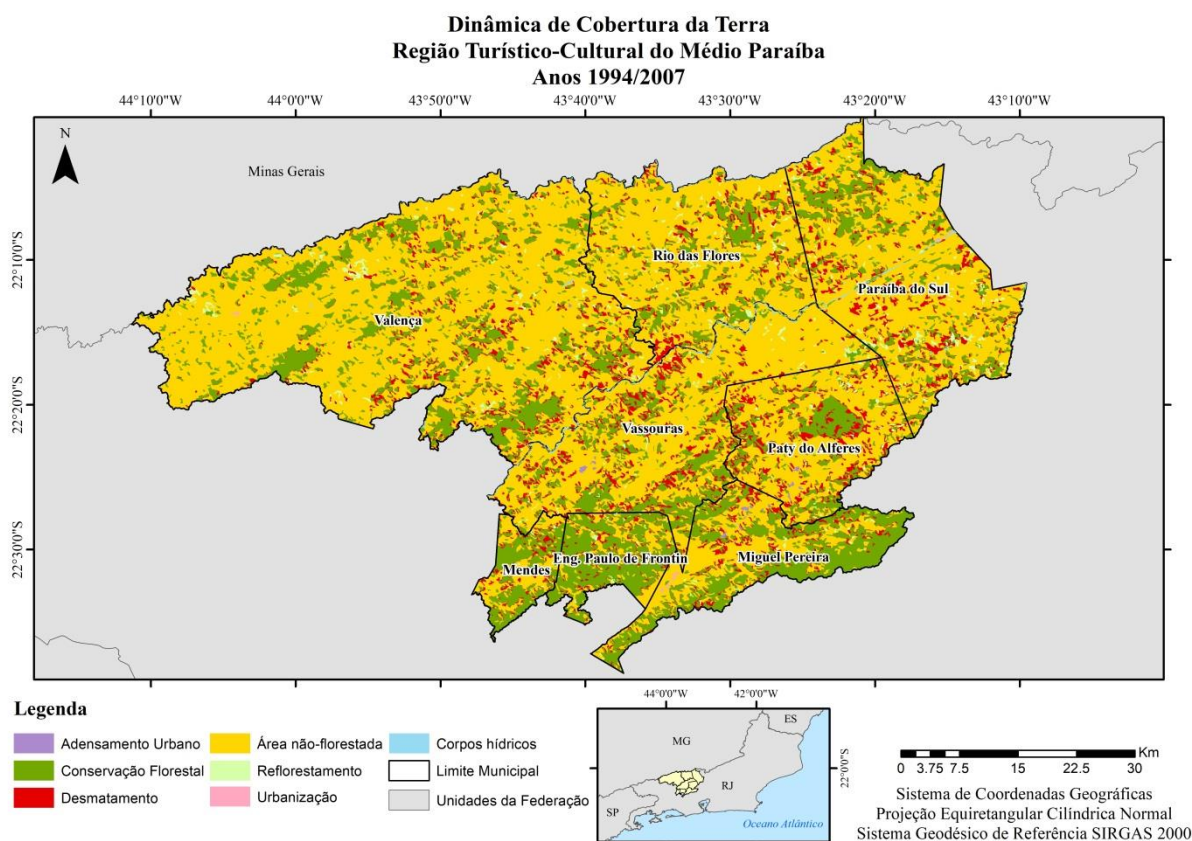 Dinâmica de Cobertura da Terra
Região Turístico-Cultural do Médio Paraíba
Anos 1994/2007
44°10'0"W 44°0'0"W 43°50'0"W 43°40'0"W 43°30'0"W 43°20'0"W 43°10'0"W
N
Minas Gerais
22°10'0"S
22°20'0"S
22°30'0"S
Rio das Flores
Paraíba do Sul
Valença
Vassouras
Paty do Alferes
Mendes
Eng. Paulo de Frontin
Miguel Pereira
Legenda
Adensamento Urbano
Conservação Florestal
Desmatamento
Área não-florestada
Reflorestamento
Urbanização
Corpos hídricos
Limite Municipal
Unidades da Federação
44°0'0"W 42°0'0"W
ES
MG
22°0'0"S
RJ
SP
Oceano Atlântico
Km
0 3.75 7.5 15 22.5 30
Sistema de Coordenadas Geográficas
Projeção Equiretangular Cilíndrica Normal
Sistema Geodésico de Referência SIRGAS 2000